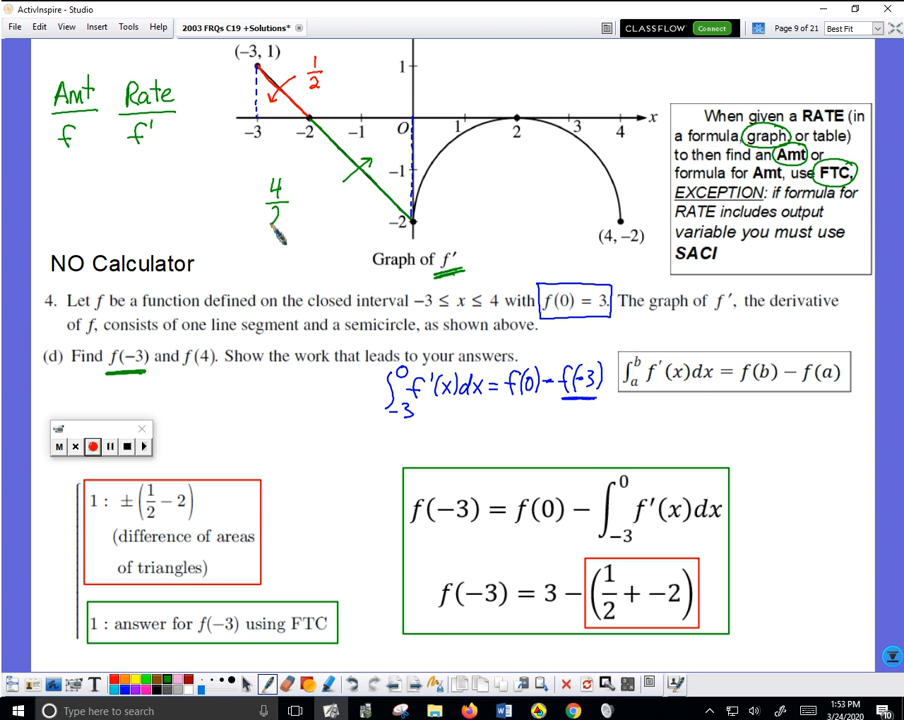 ActivInspire - Studio
File Edit View Insert Tools Help 2003 FRQs C19 +Solutions* CLASSFLOW Connect Page 9 of 21 Best Fit
(−3, 1)
1
1/2
Amt Rate
f f'
−3 −2 −1 O 1 2 3 4 x
−1
4/2
−2
(4, −2)
Graph of f'
When given a RATE (in
a formula, graph, or table)
to then find an Amt or
formula for Amt, use FTC.
EXCEPTION: if formula for
RATE includes output
variable you must use
SACI
NO Calculator
4. Let f be a function defined on the closed interval −3 ≤ x ≤ 4 with f(0) = 3. The graph of f', the derivative
of f, consists of one line segment and a semicircle, as shown above.
(d) Find f(−3) and f(4). Show the work that leads to your answers.
∫_{-3}^{0} f'(x)dx = f(0) − f(−3)
∫_a^b f'(x)dx = f(b) − f(a)
M
1 : ±(1/2 − 2)
(difference of areas
of triangles)
1 : answer for f(−3) using FTC
f(−3) = f(0) − ∫_{−3}^{0} f'(x)dx
f(−3) = 3 − (1/2 + −2)
T
Type here to search
1:53 PM
3/24/2020